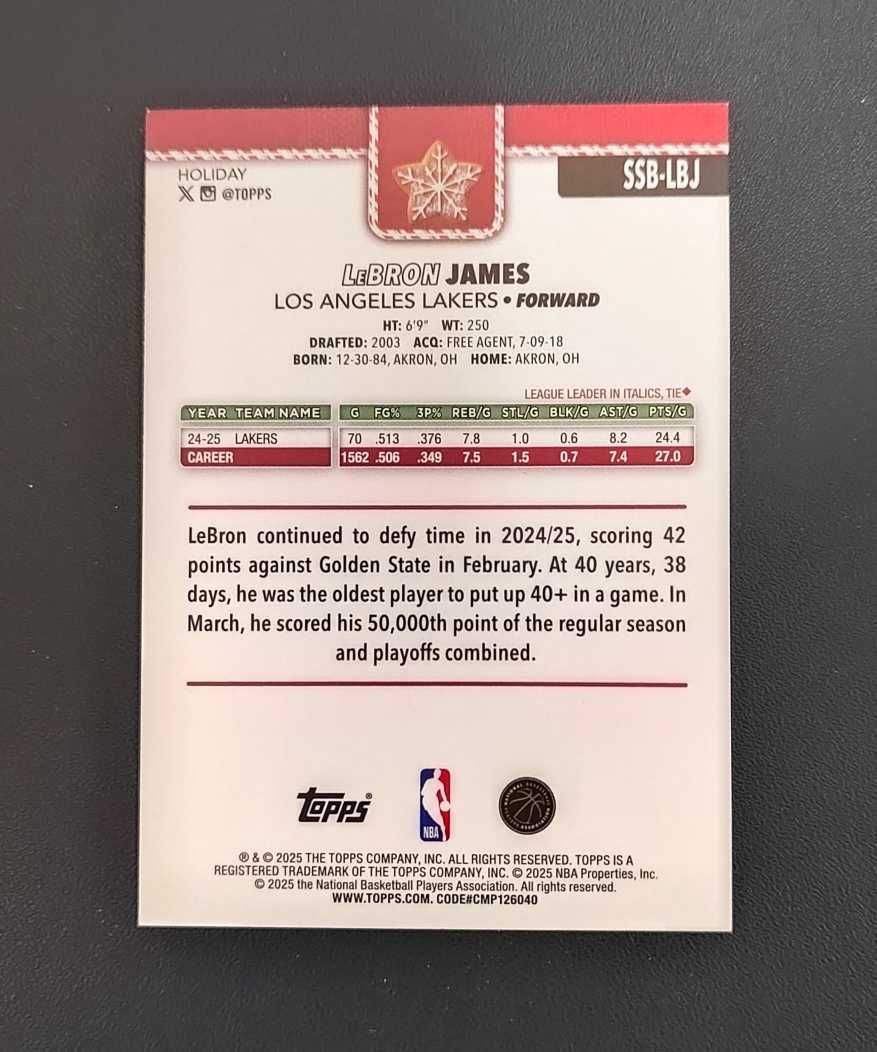 HOLIDAY
SSB-LBJ
X @TOPPS
LeBRON JAMES
LOS ANGELES LAKERS • FORWARD
HT: 6'9" WT: 250
DRAFTED: 2003 ACQ: FREE AGENT, 7-09-18
BORN: 12-30-84, AKRON, OH HOME: AKRON, OH
LEAGUE LEADER IN ITALICS, TIE◆
YEAR TEAM NAME G FG% 3P% REB/G STL/G BLK/G AST/G PTS/G
24-25 LAKERS 70 .513 .376 7.8 1.0 0.6 8.2 24.4
CAREER 1562 .506 .349 7.5 1.5 0.7 7.4 27.0
LeBron continued to defy time in 2024/25, scoring 42
points against Golden State in February. At 40 years, 38
days, he was the oldest player to put up 40+ in a game. In
March, he scored his 50,000th point of the regular season
and playoffs combined.
Topps®
NBA
® & © 2025 THE TOPPS COMPANY, INC. ALL RIGHTS RESERVED. TOPPS IS A
REGISTERED TRADEMARK OF THE TOPPS COMPANY, INC. © 2025 NBA Properties, Inc.
© 2025 the National Basketball Players Association. All rights reserved.
WWW.TOPPS.COM. CODE#CMP126040